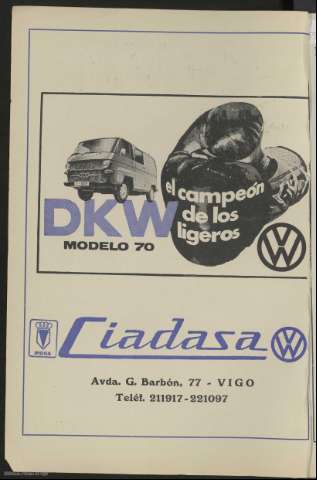 el campeón
de los
ligeros
DKW
MODELO 70
Ciadasa
Avda. G. Barbón, 77 - VIGO
Teléf. 211917-221097